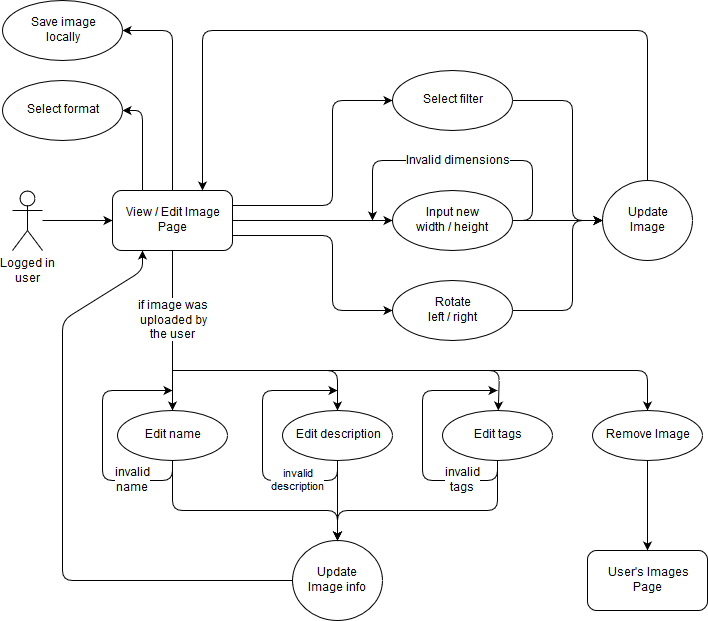 Save image
locally
Select format
Select filter
Invalid dimensions
View / Edit Image
Page
Input new
width / height
Update
Image
Logged in
user
Rotate
left / right
if image was
uploaded by
the user
Edit name
Edit description
Edit tags
Remove Image
invalid
name
invalid
description
invalid
tags
Update
Image info
User's Images
Page